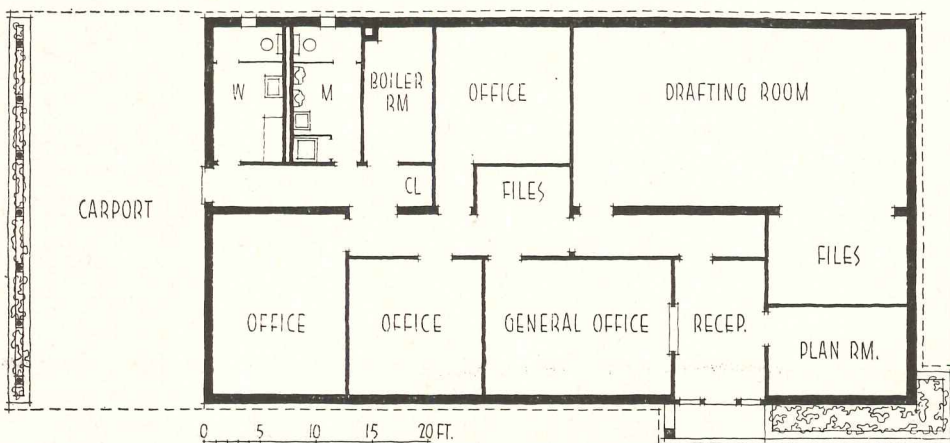 W
M
BOILER
RM
OFFICE
DRAFTING ROOM
CL
FILES
CARPORT
FILES
OFFICE
OFFICE
GENERAL OFFICE
RECEP.
PLAN RM.
0 5 10 15 20 FT.